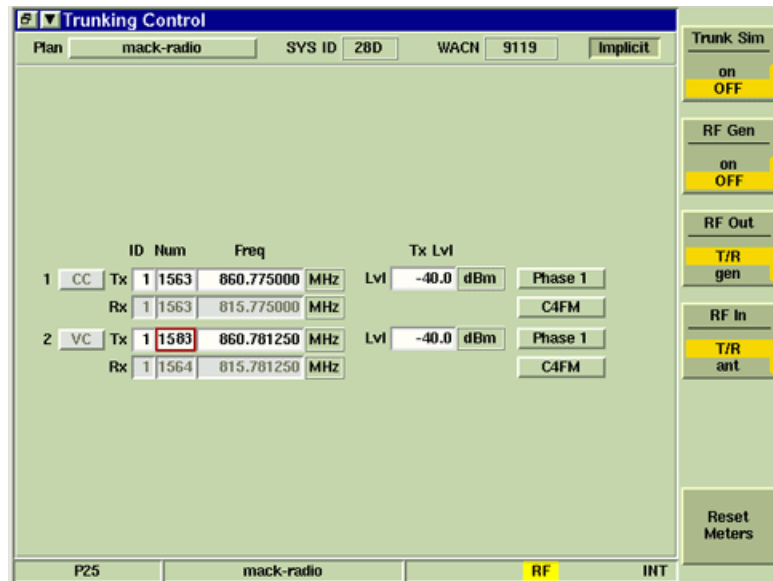 Trunking Control
Plan mack-radio SYS ID 28D WACN 9119 Implicit
Trunk Sim
on
OFF
RF Gen
on
OFF
RF Out
T/R
gen
RF In
T/R
ant
Reset
Meters
ID Num Freq Tx Lvl
1 CC Tx 1 1563 860.775000 MHz Lvl -40.0 dBm Phase 1
Rx 1 1563 815.775000 MHz C4FM
2 VC Tx 1 1583 860.781250 MHz Lvl -40.0 dBm Phase 1
Rx 1 1564 815.781250 MHz C4FM
P25 mack-radio RF INT